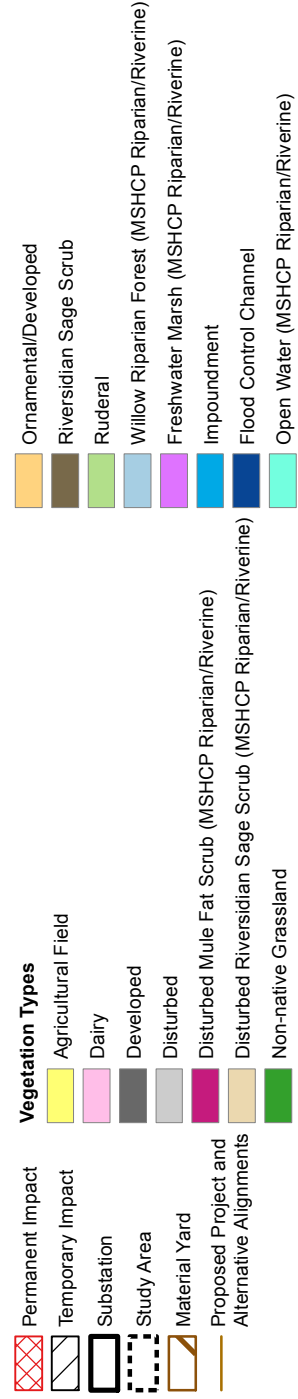 Permanent Impact
Temporary Impact
Substation
Study Area
Material Yard
Proposed Project and
Alternative Alignments
Vegetation Types
Agricultural Field
Dairy
Developed
Disturbed
Disturbed Mule Fat Scrub (MSHCP Riparian/Riverine)
Disturbed Riversidian Sage Scrub (MSHCP Riparian/Riverine)
Non-native Grassland
Ornamental/Developed
Riversidian Sage Scrub
Ruderal
Willow Riparian Forest (MSHCP Riparian/Riverine)
Freshwater Marsh (MSHCP Riparian/Riverine)
Impoundment
Flood Control Channel
Open Water (MSHCP Riparian/Riverine)